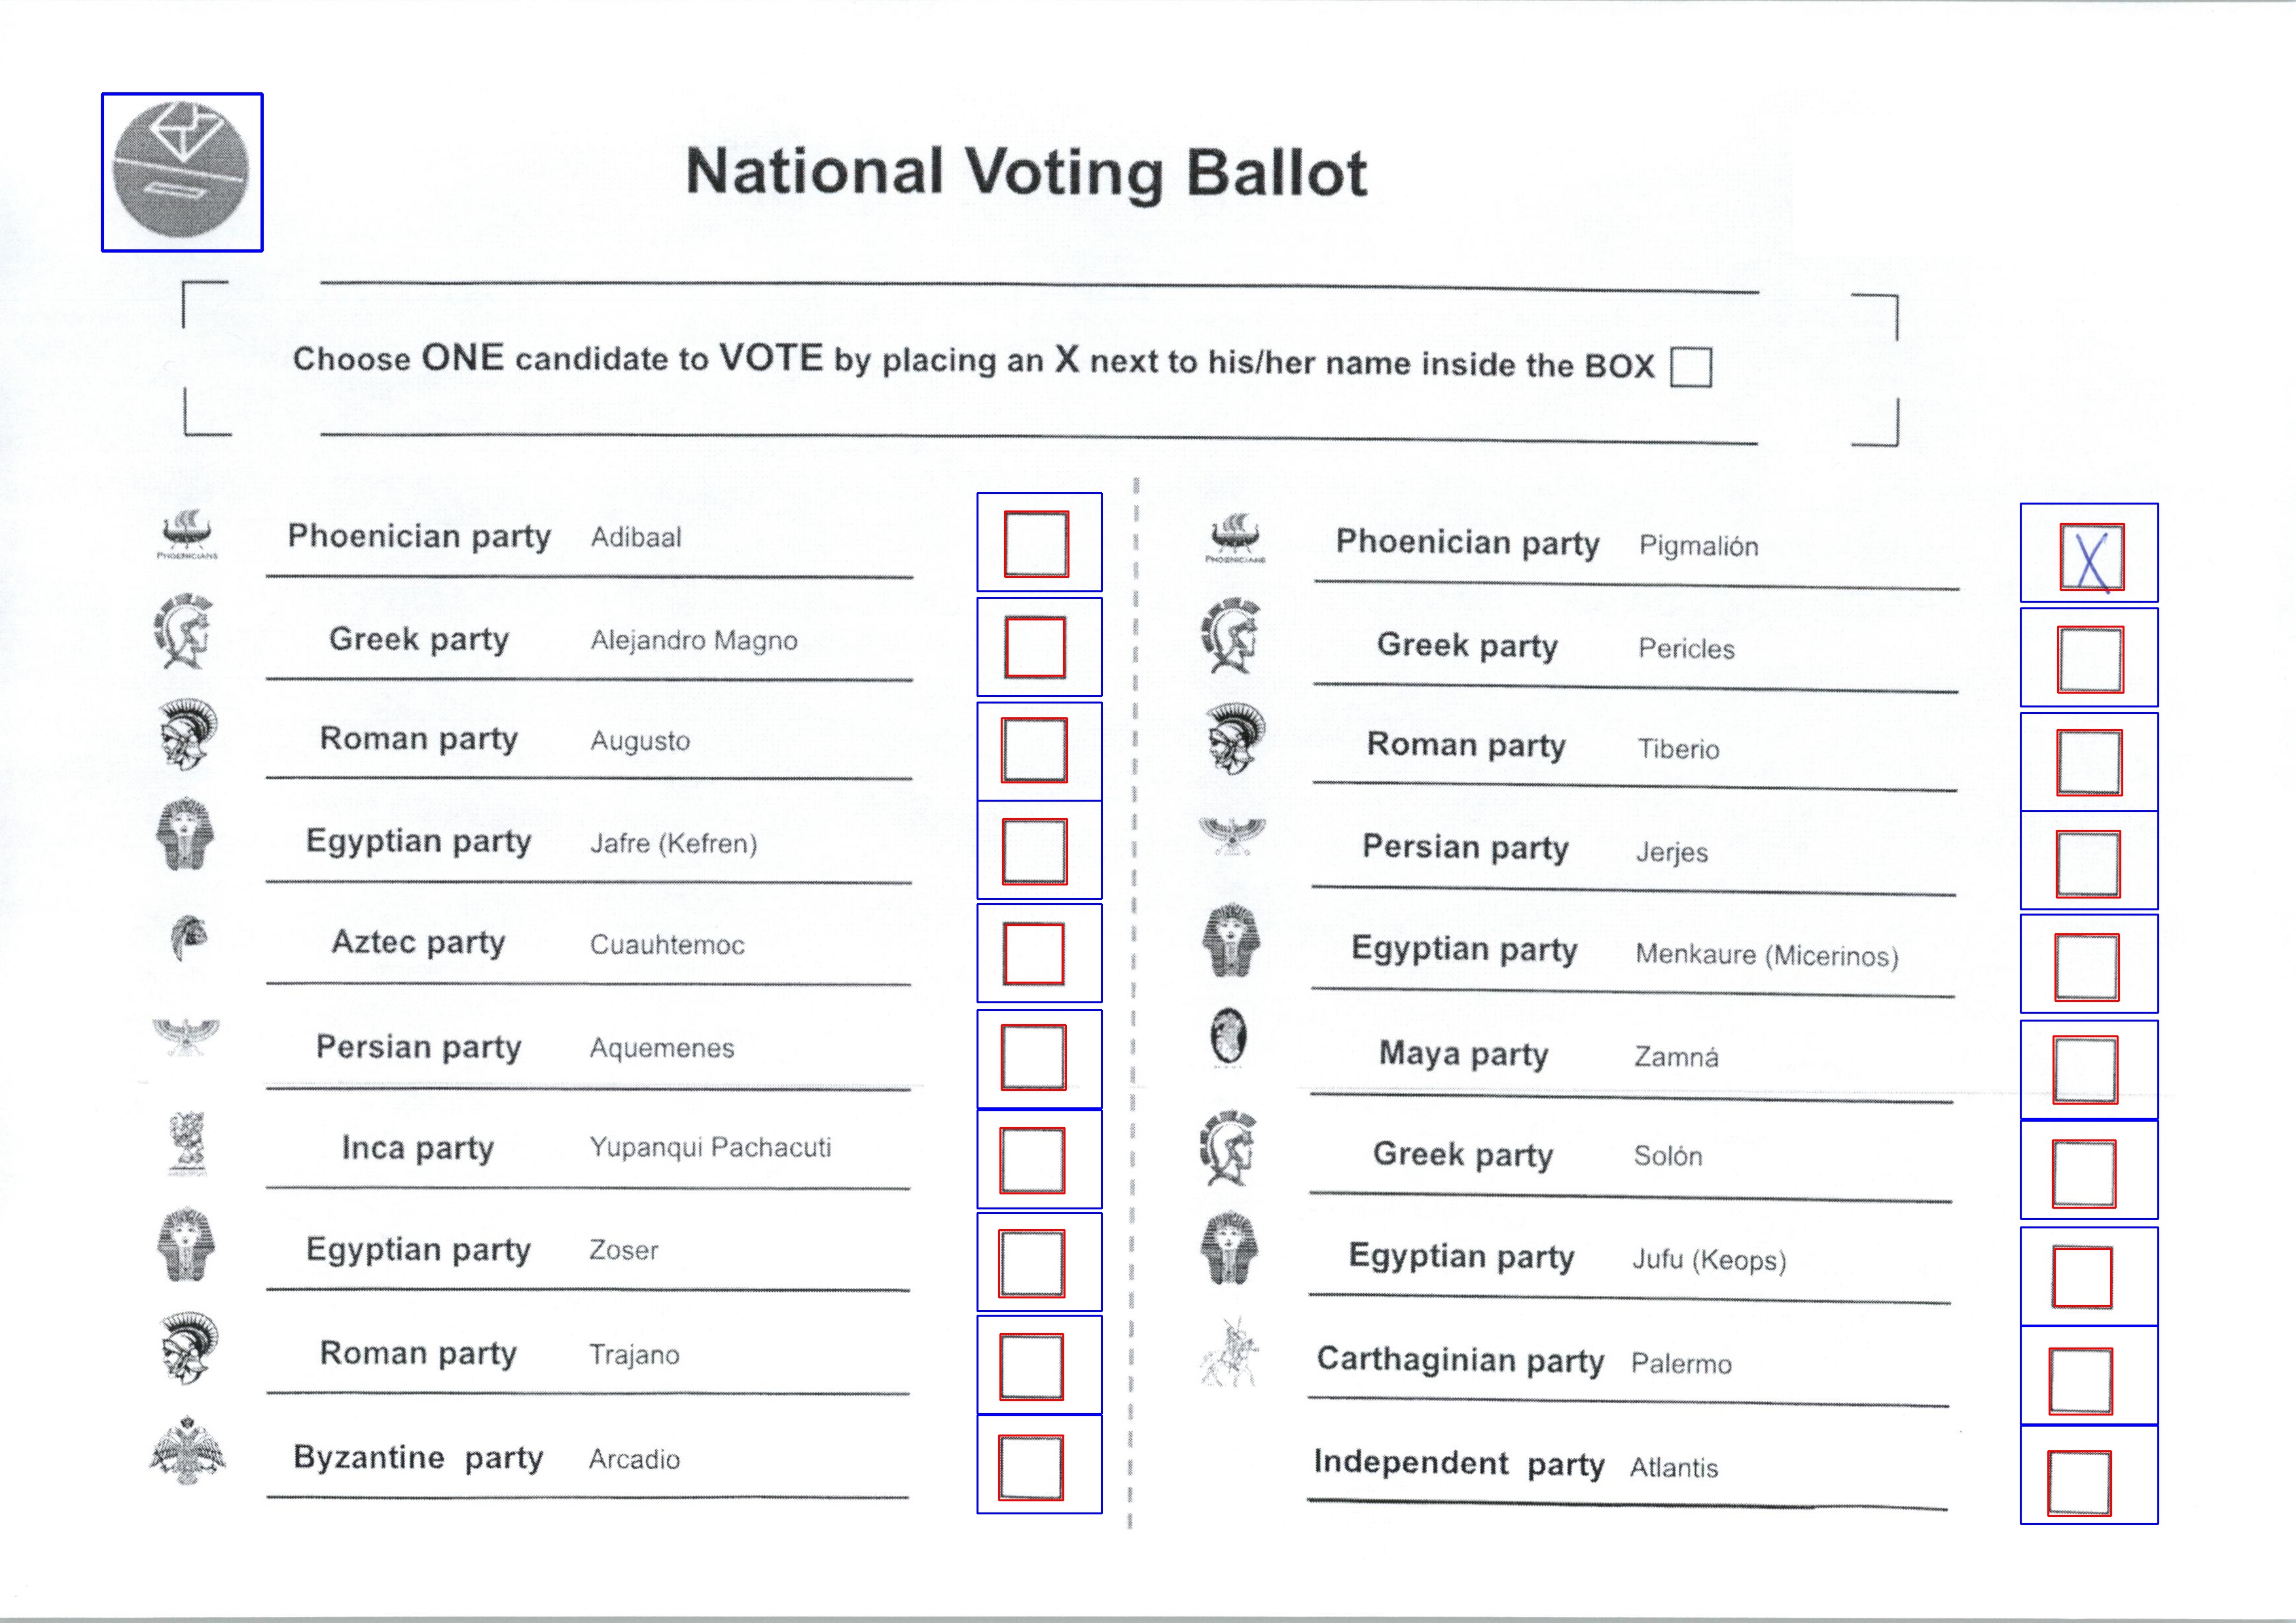 National Voting Ballot
Choose ONE candidate to VOTE by placing an X next to his/her name inside the BOX
PHOENICIANS
Phoenician party Adibaal
Greek party Alejandro Magno
Roman party Augusto
Egyptian party Jafre (Kefren)
Aztec party Cuauhtemoc
Persian party Aquemenes
Inca party Yupanqui Pachacuti
Egyptian party Zoser
Roman party Trajano
Byzantine party Arcadio
PHOENICIANS
Phoenician party Pigmalión X
Greek party Pericles
Roman party Tiberio
Persian party Jerjes
Egyptian party Menkaure (Micerinos)
Maya party Zamná
Greek party Solón
Egyptian party Jufu (Keops)
Carthaginian party Palermo
Independent party Atlantis